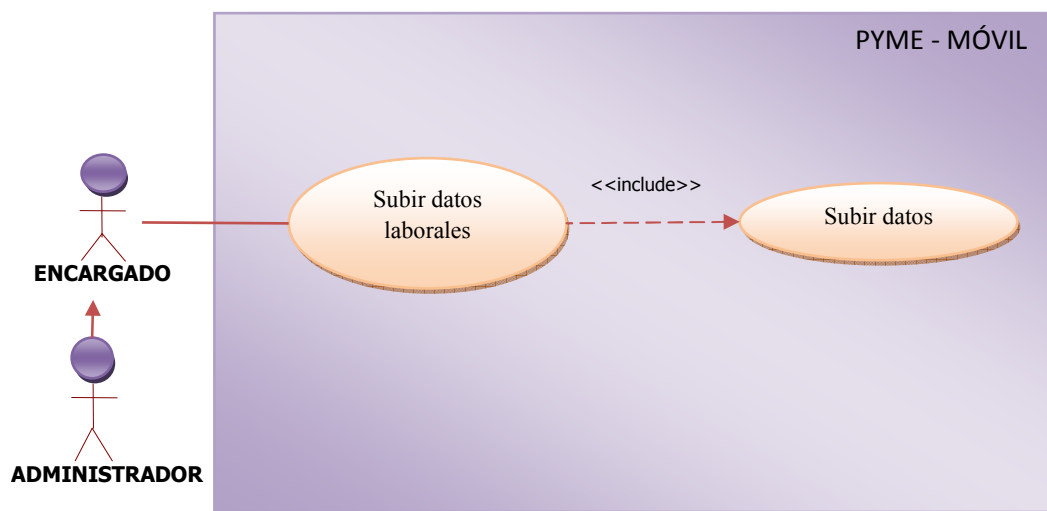 PYME - MÓVIL
<<include>>
Subir datos
laborales
Subir datos
ENCARGADO
ADMINISTRADOR